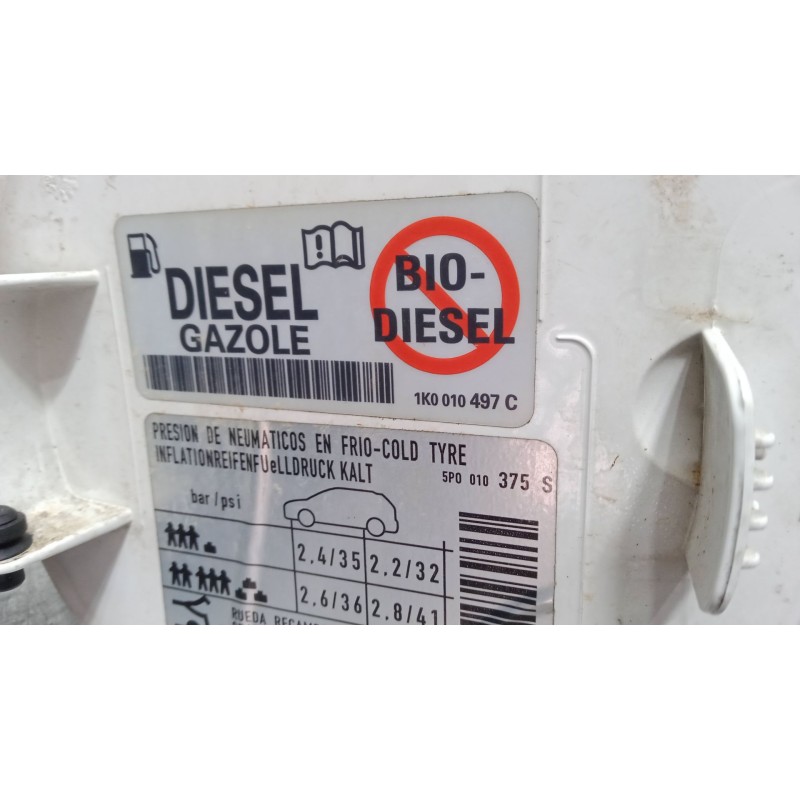 DIESEL
GAZOLE
BIO-
DIESEL
1K0 010 497 C
PRESION DE NEUMATICOS EN FRIO-COLD TYRE
INFLATIONREIFENFUeLLDRUCK KALT
5P0 010 375 S
bar/psi
2.4/35 2.2/32
2.6/36 2.8/41
RUEDA